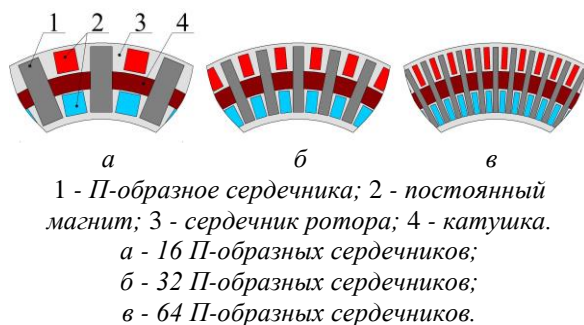 1 2 3 4
а б в
1 - П-образное сердечника; 2 - постоянный
магнит; 3 - сердечник ротора; 4 - катушка.
а - 16 П-образных сердечников;
б - 32 П-образных сердечников;
в - 64 П-образных сердечников.